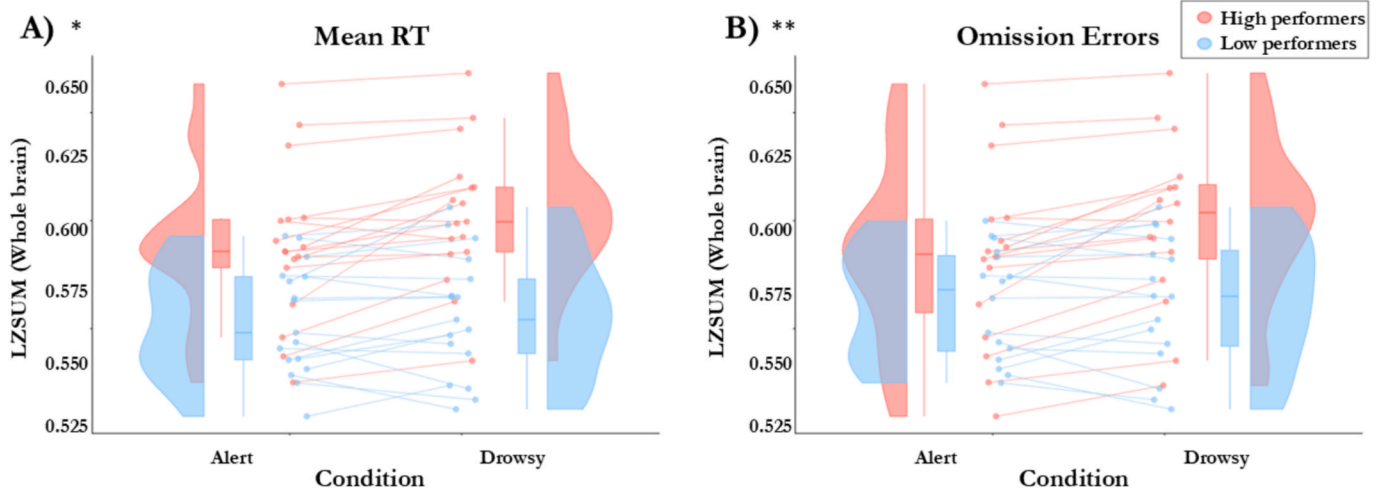 A) *
Mean RT
LZSUM (Whole brain)
0.650
0.625
0.600
0.575
0.550
0.525
Alert
Drowsy
Condition
B) **
Omission Errors
High performers
Low performers
LZSUM (Whole brain)
0.650
0.625
0.600
0.575
0.550
0.525
Alert
Drowsy
Condition